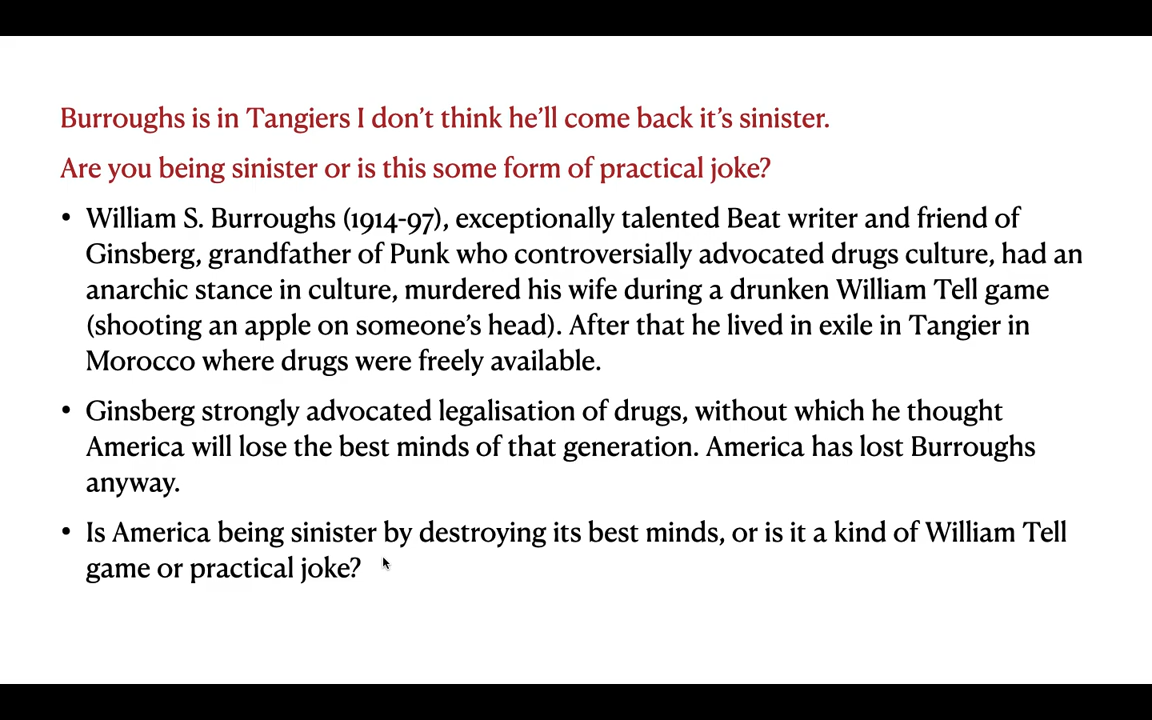 Burroughs is in Tangiers I don't think he'll come back it's sinister.
Are you being sinister or is this some form of practical joke?
• William S. Burroughs (1914-97), exceptionally talented Beat writer and friend of
Ginsberg, grandfather of Punk who controversially advocated drugs culture, had an
anarchic stance in culture, murdered his wife during a drunken William Tell game
(shooting an apple on someone's head). After that he lived in exile in Tangier in
Morocco where drugs were freely available.
• Ginsberg strongly advocated legalisation of drugs, without which he thought
America will lose the best minds of that generation. America has lost Burroughs
anyway.
• Is America being sinister by destroying its best minds, or is it a kind of William Tell
game or practical joke?